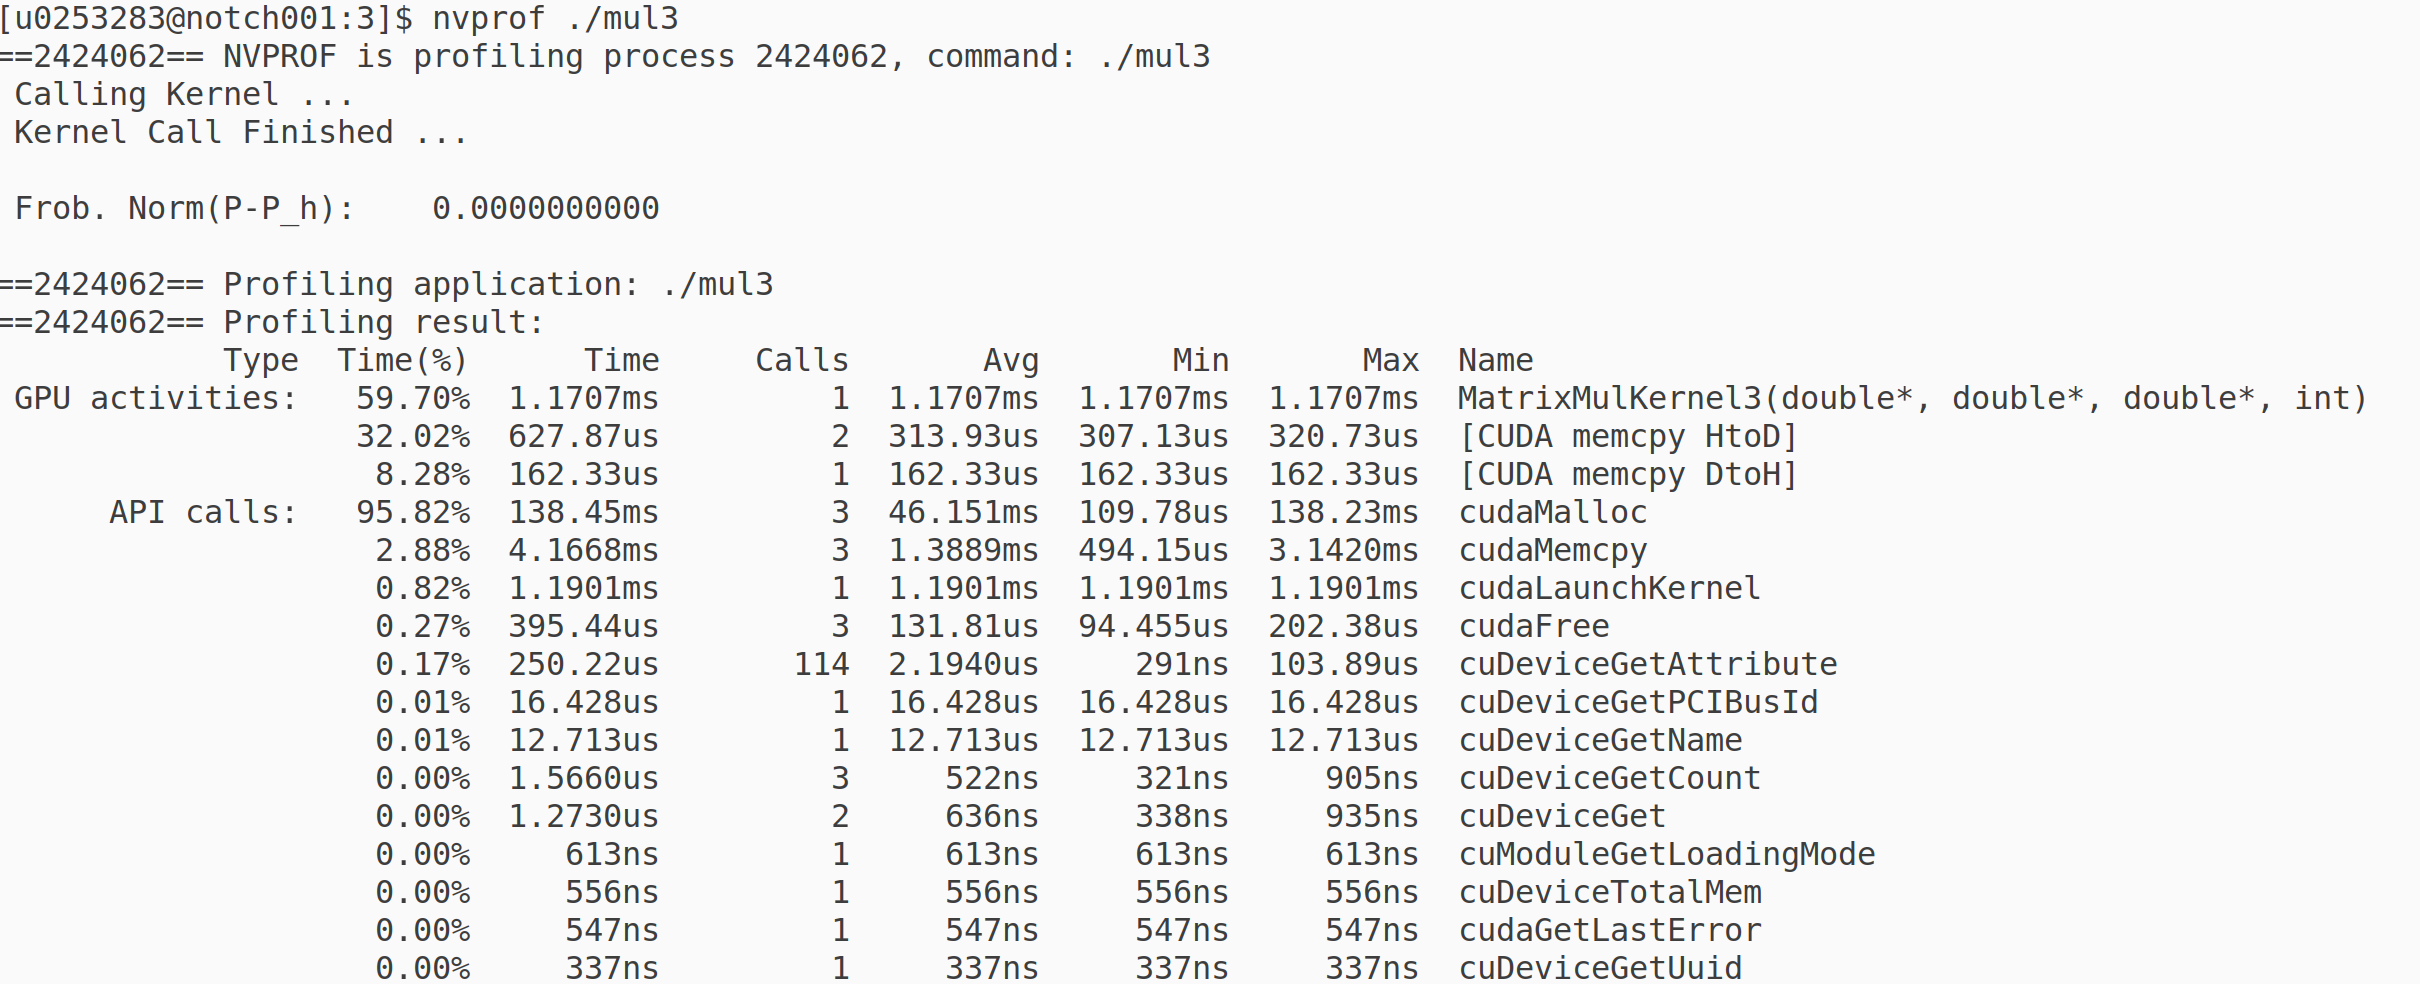 [u0253283@notch001:3]$ nvprof ./mul3
==2424062== NVPROF is profiling process 2424062, command: ./mul3
Calling Kernel ...
Kernel Call Finished ...
Frob. Norm(P-P_h):    0.0000000000
==2424062== Profiling application: ./mul3
==2424062== Profiling result:
Type  Time(%)      Time     Calls       Avg       Min       Max  Name
GPU activities:   59.70%  1.1707ms         1  1.1707ms  1.1707ms  1.1707ms  MatrixMulKernel3(double*, double*, double*, int)
32.02%  627.87us         2  313.93us  307.13us  320.73us  [CUDA memcpy HtoD]
8.28%  162.33us         1  162.33us  162.33us  162.33us  [CUDA memcpy DtoH]
API calls:   95.82%  138.45ms         3  46.151ms  109.78us  138.23ms  cudaMalloc
2.88%  4.1668ms         3  1.3889ms  494.15us  3.1420ms  cudaMemcpy
0.82%  1.1901ms         1  1.1901ms  1.1901ms  1.1901ms  cudaLaunchKernel
0.27%  395.44us         3  131.81us  94.455us  202.38us  cudaFree
0.17%  250.22us       114  2.1940us     291ns  103.89us  cuDeviceGetAttribute
0.01%  16.428us         1  16.428us  16.428us  16.428us  cuDeviceGetPCIBusId
0.01%  12.713us         1  12.713us  12.713us  12.713us  cuDeviceGetName
0.00%  1.5660us         3     522ns     321ns     905ns  cuDeviceGetCount
0.00%  1.2730us         2     636ns     338ns     935ns  cuDeviceGet
0.00%     613ns         1     613ns     613ns     613ns  cuModuleGetLoadingMode
0.00%     556ns         1     556ns     556ns     556ns  cuDeviceTotalMem
0.00%     547ns         1     547ns     547ns     547ns  cudaGetLastError
0.00%     337ns         1     337ns     337ns     337ns  cuDeviceGetUuid